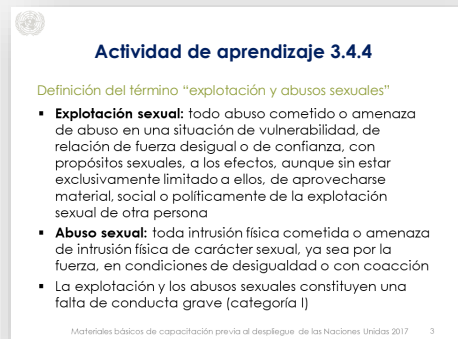 Actividad de aprendizaje 3.4.4
Definición del término “explotación y abusos sexuales”
▪ Explotación sexual: todo abuso cometido o amenaza
de abuso en una situación de vulnerabilidad, de
relación de fuerza desigual o de confianza, con
propósitos sexuales, a los efectos, aunque sin estar
exclusivamente limitado a ellos, de aprovecharse
material, social o políticamente de la explotación
sexual de otra persona
▪ Abuso sexual: toda intrusión física cometida o amenaza
de intrusión física de carácter sexual, ya sea por la
fuerza, en condiciones de desigualdad o con coacción
▪ La explotación y los abusos sexuales constituyen una
falta de conducta grave (categoría I)
Materiales básicos de capacitación previa al despliegue de las Naciones Unidas 2017 3